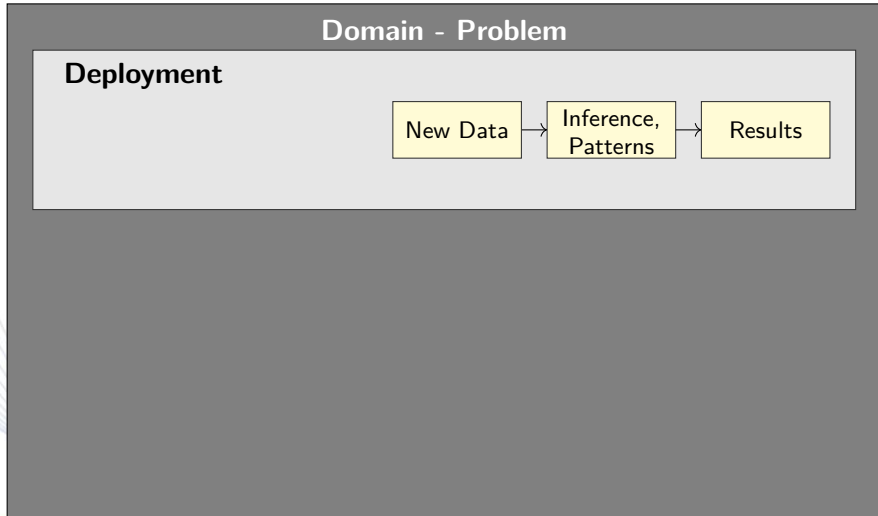 Domain - Problem
Deployment
New Data
Inference,
Patterns
Results